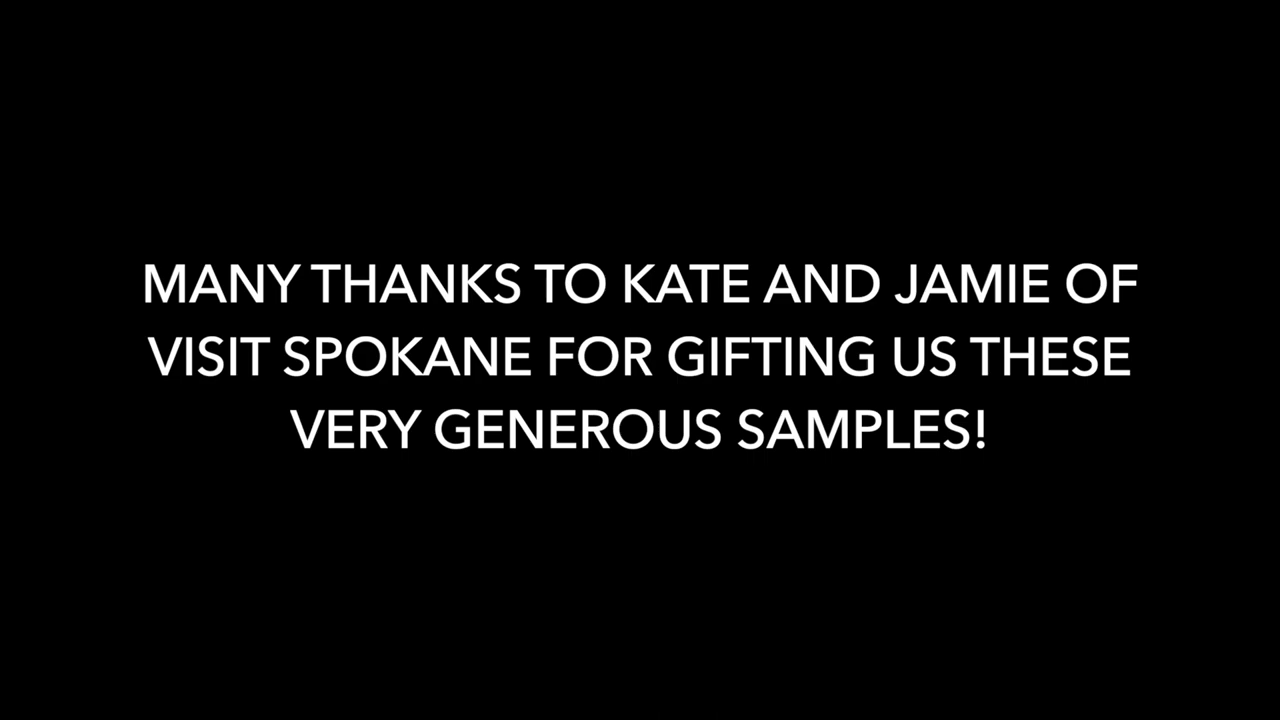 MANY THANKS TO KATE AND JAMIE OF
VISIT SPOKANE FOR GIFTING US THESE
VERY GENEROUS SAMPLES!